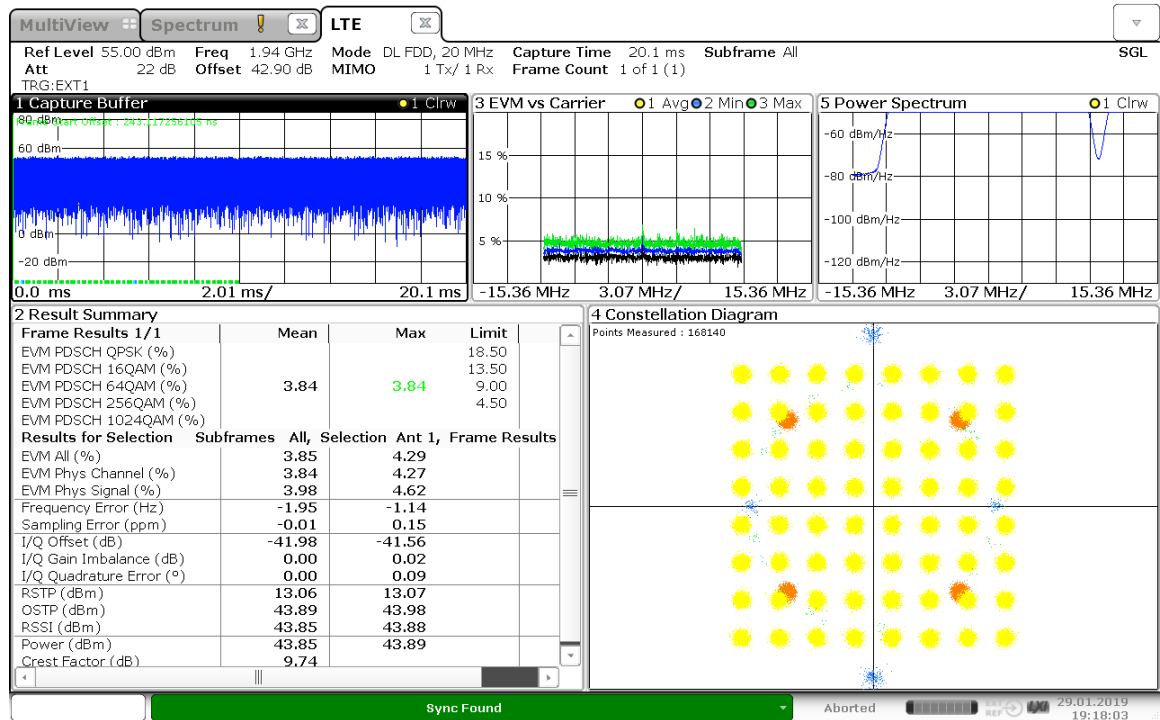 MultiView Spectrum LTE
Ref Level 55.00 dBm Freq 1.94 GHz Mode DL FDD, 20 MHz Capture Time 20.1 ms Subframe All SGL
Att 22 dB Offset 42.90 dB MIMO 1 Tx/ 1 Rx Frame Count 1 of 1 (1)
TRG:EXT1
1 Capture Buffer 1 Clrw
80 dBm
Frame Start Offset : 243.117256105 ns
60 dBm
0 dBm
-20 dBm
0.0 ms 2.01 ms/ 20.1 ms
3 EVM vs Carrier 1 Avg 2 Min 3 Max
15 %
10 %
5 %
-15.36 MHz 3.07 MHz/ 15.36 MHz
5 Power Spectrum 1 Clrw
-60 dBm/Hz
-80 dBm/Hz
-100 dBm/Hz
-120 dBm/Hz
-15.36 MHz 3.07 MHz/ 15.36 MHz
2 Result Summary
Frame Results 1/1 Mean Max Limit
EVM PDSCH QPSK (%) 18.50
EVM PDSCH 16QAM (%) 13.50
EVM PDSCH 64QAM (%) 3.84 3.84 9.00
EVM PDSCH 256QAM (%) 4.50
EVM PDSCH 1024QAM (%)
Results for Selection Subframes All, Selection Ant 1, Frame Results
EVM All (%) 3.85 4.29
EVM Phys Channel (%) 3.84 4.27
EVM Phys Signal (%) 3.98 4.62
Frequency Error (Hz) -1.95 -1.14
Sampling Error (ppm) -0.01 0.15
I/Q Offset (dB) -41.98 -41.56
I/Q Gain Imbalance (dB) 0.00 0.02
I/Q Quadrature Error (°) 0.00 0.09
RSTP (dBm) 13.06 13.07
OSTP (dBm) 43.89 43.98
RSSI (dBm) 43.85 43.88
Power (dBm) 43.85 43.89
Crest Factor (dB) 9.74
4 Constellation Diagram
Points Measured : 168140
Sync Found
Aborted
EXT
REF
LXI
29.01.2019
19:18:03